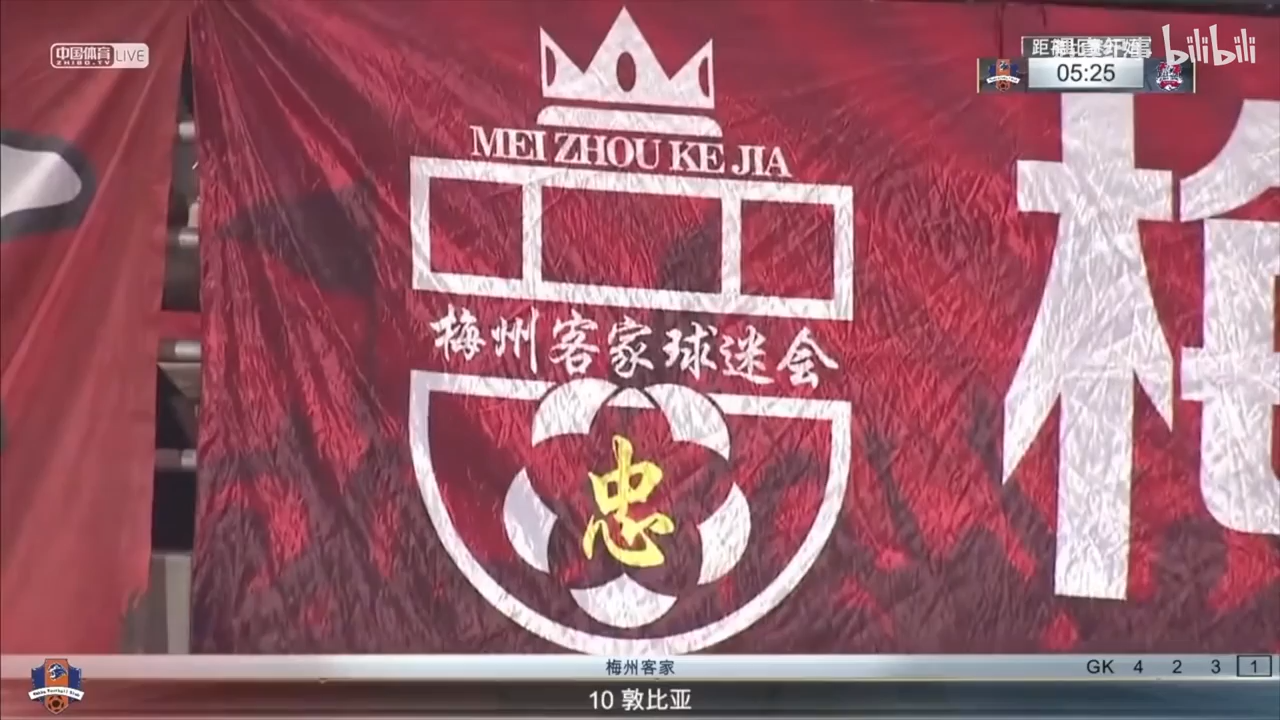 中国体育 LIVE
ZHIBO.TV
bilibili
05:25
MEI ZHOU KE JIA
梅州客家球迷会
忠
梅
梅州客家
GK 4 2 3 1
10 敦比亚